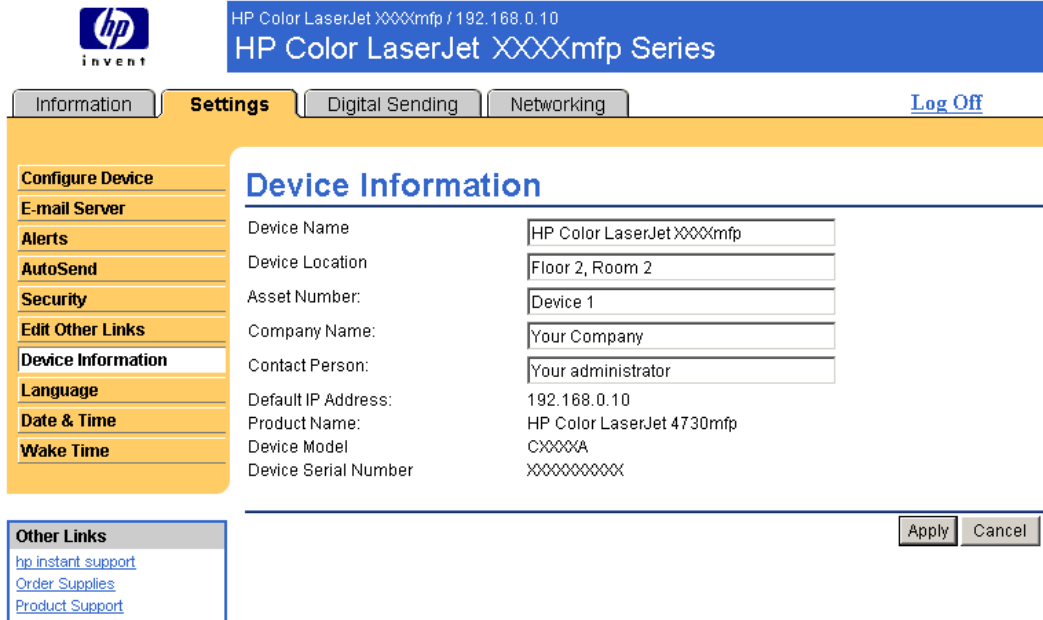 hp
invent
HP Color LaserJet XXXXmfp / 192.168.0.10
HP Color LaserJet XXXXmfp Series
Information
Settings
Digital Sending
Networking
Log Off
Configure Device
E-mail Server
Alerts
AutoSend
Security
Edit Other Links
Device Information
Language
Date & Time
Wake Time
Device Information
Device Name HP Color LaserJet XXXXmfp
Device Location Floor 2, Room 2
Asset Number: Device 1
Company Name: Your Company
Contact Person: Your administrator
Default IP Address: 192.168.0.10
Product Name: HP Color LaserJet 4730mfp
Device Model CXXXXA
Device Serial Number XXXXXXXXXX
Apply Cancel
Other Links
hp instant support
Order Supplies
Product Support